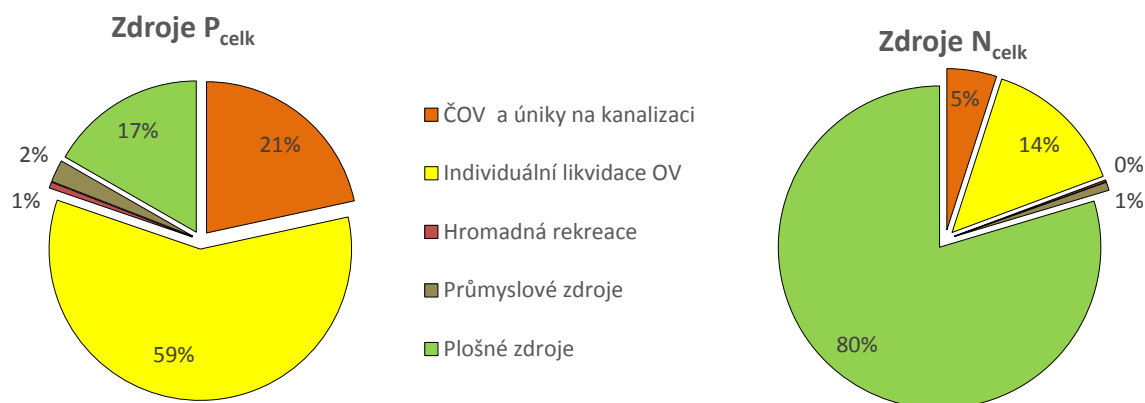 Zdroje Pcelk
17%
21%
2%
1%
59%
ČOV a úniky na kanalizaci
Individuální likvidace OV
Hromadná rekreace
Průmyslové zdroje
Plošné zdroje
Zdroje Ncelk
5%
14%
0%
1%
80%